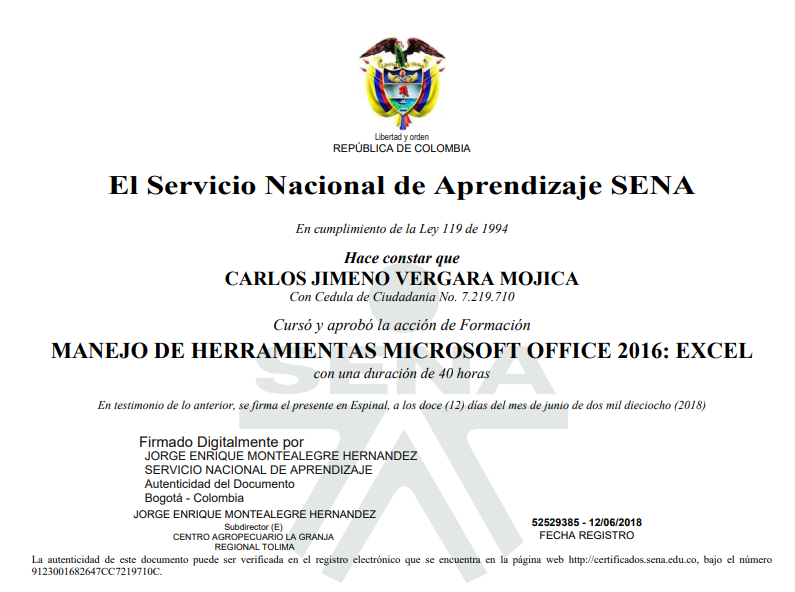 Libertad y orden
REPÚBLICA DE COLOMBIA
El Servicio Nacional de Aprendizaje SENA
En cumplimiento de la Ley 119 de 1994
Hace constar que
CARLOS JIMENO VERGARA MOJICA
Con Cedula de Ciudadania No. 7.219.710
Cursó y aprobó la acción de Formación
MANEJO DE HERRAMIENTAS MICROSOFT OFFICE 2016: EXCEL
SENA
con una duración de 40 horas
En testimonio de lo anterior, se firma el presente en Espinal, a los doce (12) días del mes de junio de dos mil dieciocho (2018)
Firmado Digitalmente por
JORGE ENRIQUE MONTEALEGRE HERNANDEZ
SERVICIO NACIONAL DE APRENDIZAJE
Autenticidad del Documento
Bogotá - Colombia
JORGE ENRIQUE MONTEALEGRE HERNANDEZ
Subdirector (E)
CENTRO AGROPECUARIO LA GRANJA
REGIONAL TOLIMA
52529385 - 12/06/2018
FECHA REGISTRO
La autenticidad de este documento puede ser verificada en el registro electrónico que se encuentra en la página web http://certificados.sena.edu.co, bajo el número
9123001682647CC7219710C.